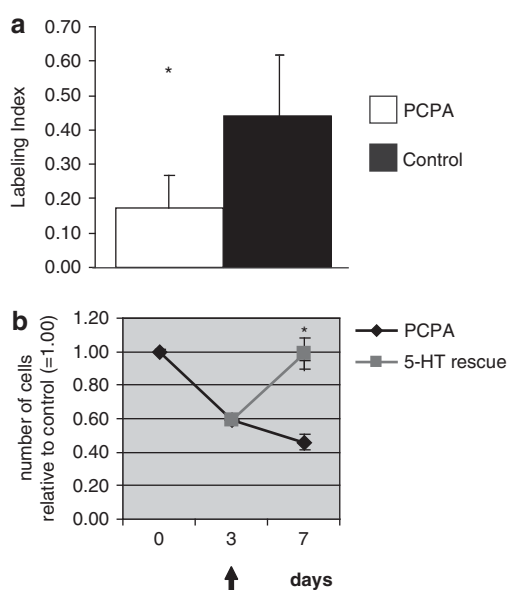 a
Labeling Index
0.70
0.60
0.50
0.40
0.30
0.20
0.10
0.00
*
PCPA
Control
b
number of cells
relative to control (=1.00)
1.20
1.00
0.80
0.60
0.40
0.20
0.00
*
PCPA
5-HT rescue
0 3 7
days